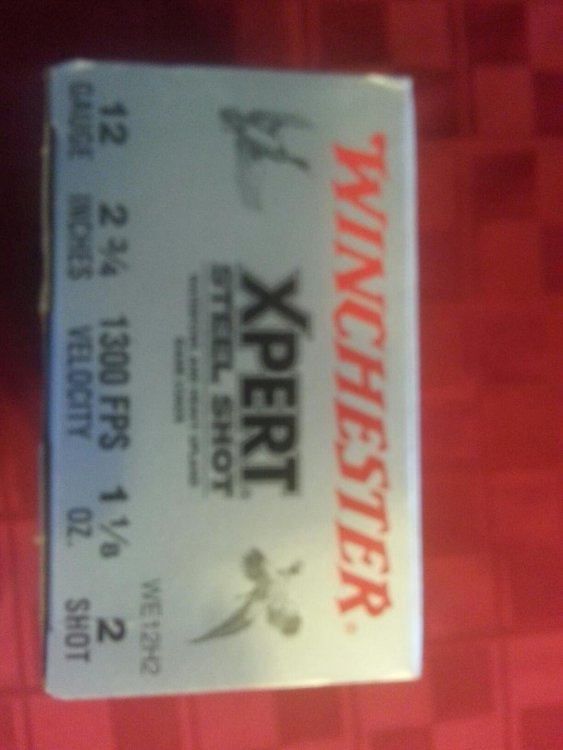 WINCHESTER®
XPERT®
STEEL SHOT
WE12H2
12 2 3/4 1300 FPS 1 1/8 2
GAUGE INCHES VELOCITY OZ. SHOT